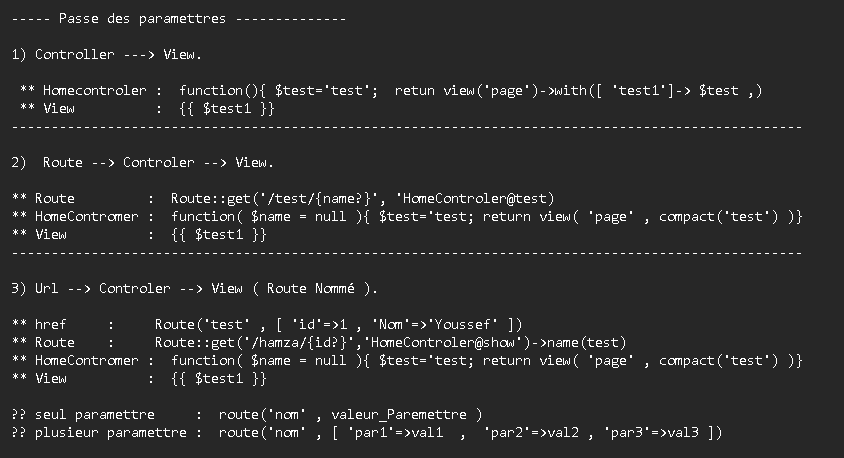 ----- Passe des paramettres --------------
1) Controller ---> View.
** Homecontroler :  function(){ $test='test';  retun view('page')->with([ 'test1']-> $test ,)
** View          :  {{ $test1 }}
----------------------------------------------------------------------------------------------------
2)  Route --> Controler --> View.
** Route         :  Route::get('/test/{name?}', 'HomeControler@test)
** HomeContromer :  function( $name = null ){ $test='test; return view( 'page' , compact('test') )}
** View          :  {{ $test1 }}
----------------------------------------------------------------------------------------------------
3) Url --> Controler --> View ( Route Nommé ).
** href     :     Route('test' , [ 'id'=>1 , 'Nom'=>'Youssef' ])
** Route    :     Route::get('/hamza/{id?}','HomeControler@show')->name(test)
** HomeContromer :  function( $name = null ){ $test='test; return view( 'page' , compact('test') )}
** View          :  {{ $test1 }}
?? seul paramettre     :  route('nom' , valeur_Paremettre )
?? plusieur paramettre :  route('nom' , [ 'par1'=>val1  ,  'par2'=>val2 , 'par3'=>val3 ])